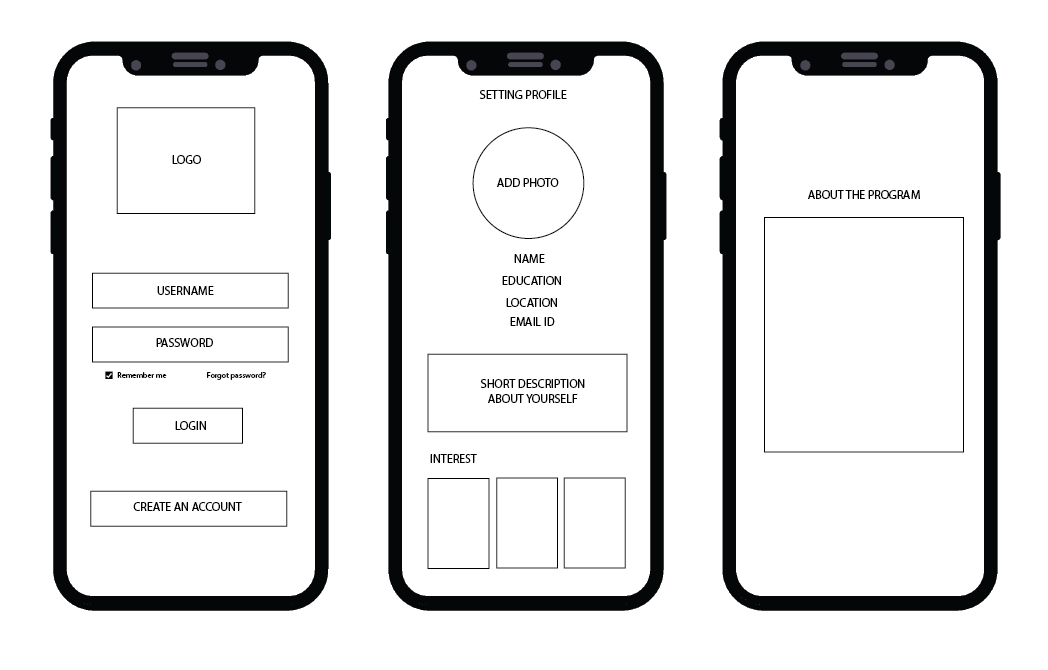 LOGO
USERNAME
PASSWORD
Remember me
Forgot password?
LOGIN
CREATE AN ACCOUNT
SETTING PROFILE
ADD PHOTO
NAME
EDUCATION
LOCATION
EMAIL ID
SHORT DESCRIPTION
ABOUT YOURSELF
INTEREST
ABOUT THE PROGRAM